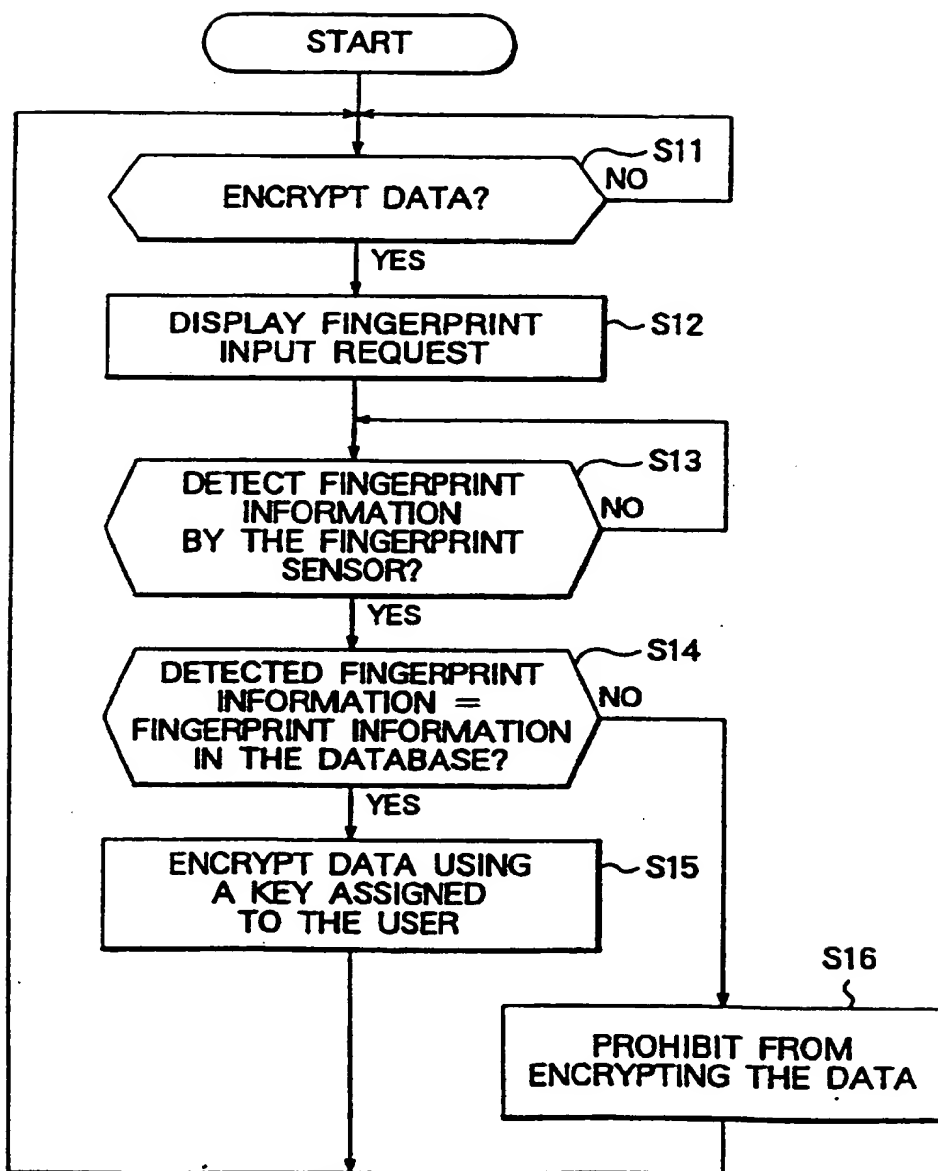 START
S11
NO
ENCRYPT DATA?
YES
DISPLAY FINGERPRINT
INPUT REQUEST
S12
S13
DETECT FINGERPRINT
INFORMATION
BY THE FINGERPRINT
SENSOR?
NO
YES
S14
DETECTED FINGERPRINT
INFORMATION =
FINGERPRINT INFORMATION
IN THE DATABASE?
NO
YES
ENCRYPT DATA USING
A KEY ASSIGNED
TO THE USER
S15
S16
PROHIBIT FROM
ENCRYPTING THE DATA